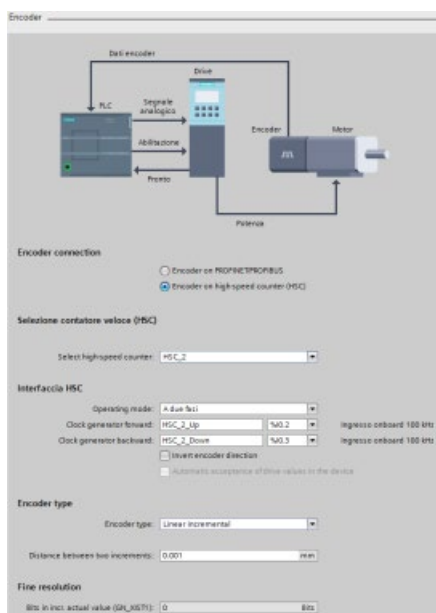 Encoder
Dati encoder
Drive
PLC
Segnale
analogico
Encoder
Motor
Abilitazione
Pronto
Potenza
Encoder connection
Encoder on PROFINET/PROFIBUS
Encoder on high-speed counter (HSC)
Selezione contatore veloce (HSC)
Select high-speed counter: HSC_2
Interfaccia HSC
Operating mode: A due fasi
Clock generator forward: HSC_2_Up %I0.2 Ingresso onboard 100 kHz
Clock generator backward: HSC_2_Down %I0.3 Ingresso onboard 100 kHz
Invert encoder direction
Automatic acceptance of drive values in the device
Encoder type
Encoder type: Linear incremental
Distance between two increments: 0.001 mm
Fine resolution
Bits in incr. actual value (GN_XIST1): 0 Bits